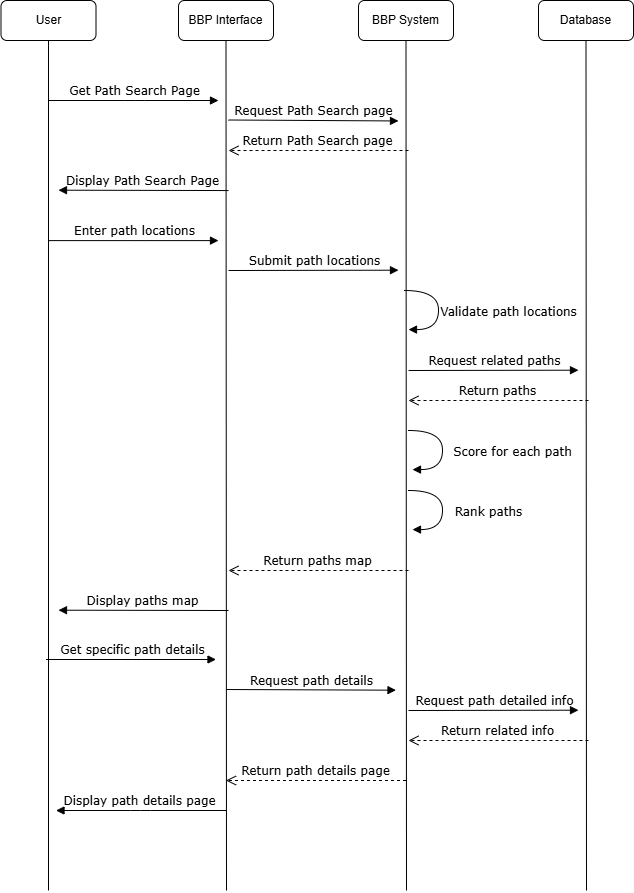 User
BBP Interface
BBP System
Database
Get Path Search Page
Request Path Search page
Return Path Search page
Display Path Search Page
Enter path locations
Submit path locations
Validate path locations
Request related paths
Return paths
Score for each path
Rank paths
Return paths map
Display paths map
Get specific path details
Request path details
Request path detailed info
Return related info
Return path details page
Display path details page